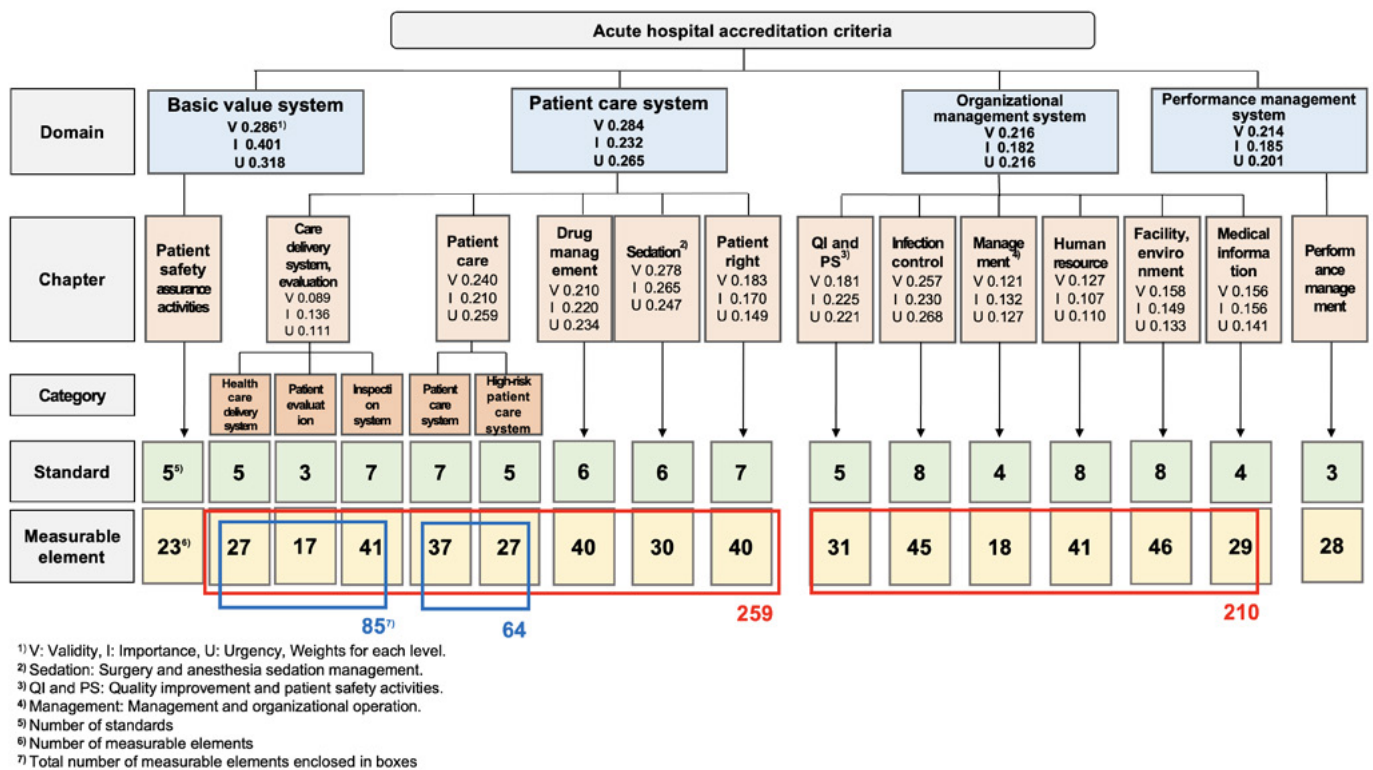 Acute hospital accreditation criteria
Domain
Basic value system
V 0.286¹⁾
I 0.401
U 0.318
Patient care system
V 0.284
I 0.232
U 0.265
Organizational
management system
V 0.216
I 0.182
U 0.216
Performance management
system
V 0.214
I 0.185
U 0.201
Chapter
Patient
safety
assurance
activities
Care
delivery
system,
evaluation
V 0.089
I 0.136
U 0.111
Patient
care
V 0.240
I 0.210
U 0.259
Drug
manag
ement
V 0.210
I 0.220
U 0.234
Sedation²⁾
V 0.278
I 0.265
U 0.247
Patient
right
V 0.183
I 0.170
U 0.149
QI and
PS³⁾
V 0.181
I 0.225
U 0.221
Infection
control
V 0.257
I 0.230
U 0.268
Manage
ment⁴⁾
V 0.121
I 0.132
U 0.127
Human
resource
V 0.127
I 0.107
U 0.110
Facility,
enviro
nment
V 0.158
I 0.149
U 0.133
Medical
informa
tion
V 0.156
I 0.156
U 0.141
Perform
ance
manage
ment
Category
Health
care
delivery
system
Patient
evaluat
ion
Inspecti
on
system
Patient
care
system
High-risk
patient
care
system
Standard
5⁵⁾ 5 3 7 7 5 6 6 7 5 8 4 8 8 4 3
Measurable
element
23⁶⁾ 27 17 41 37 27 40 30 40 31 45 18 41 46 29 28
85⁷⁾ 64 259 210
¹⁾ V: Validity, I: Importance, U: Urgency, Weights for each level.
²⁾ Sedation: Surgery and anesthesia sedation management.
³⁾ QI and PS: Quality improvement and patient safety activities.
⁴⁾ Management: Management and organizational operation.
⁵⁾ Number of standards
⁶⁾ Number of measurable elements
⁷⁾ Total number of measurable elements enclosed in boxes